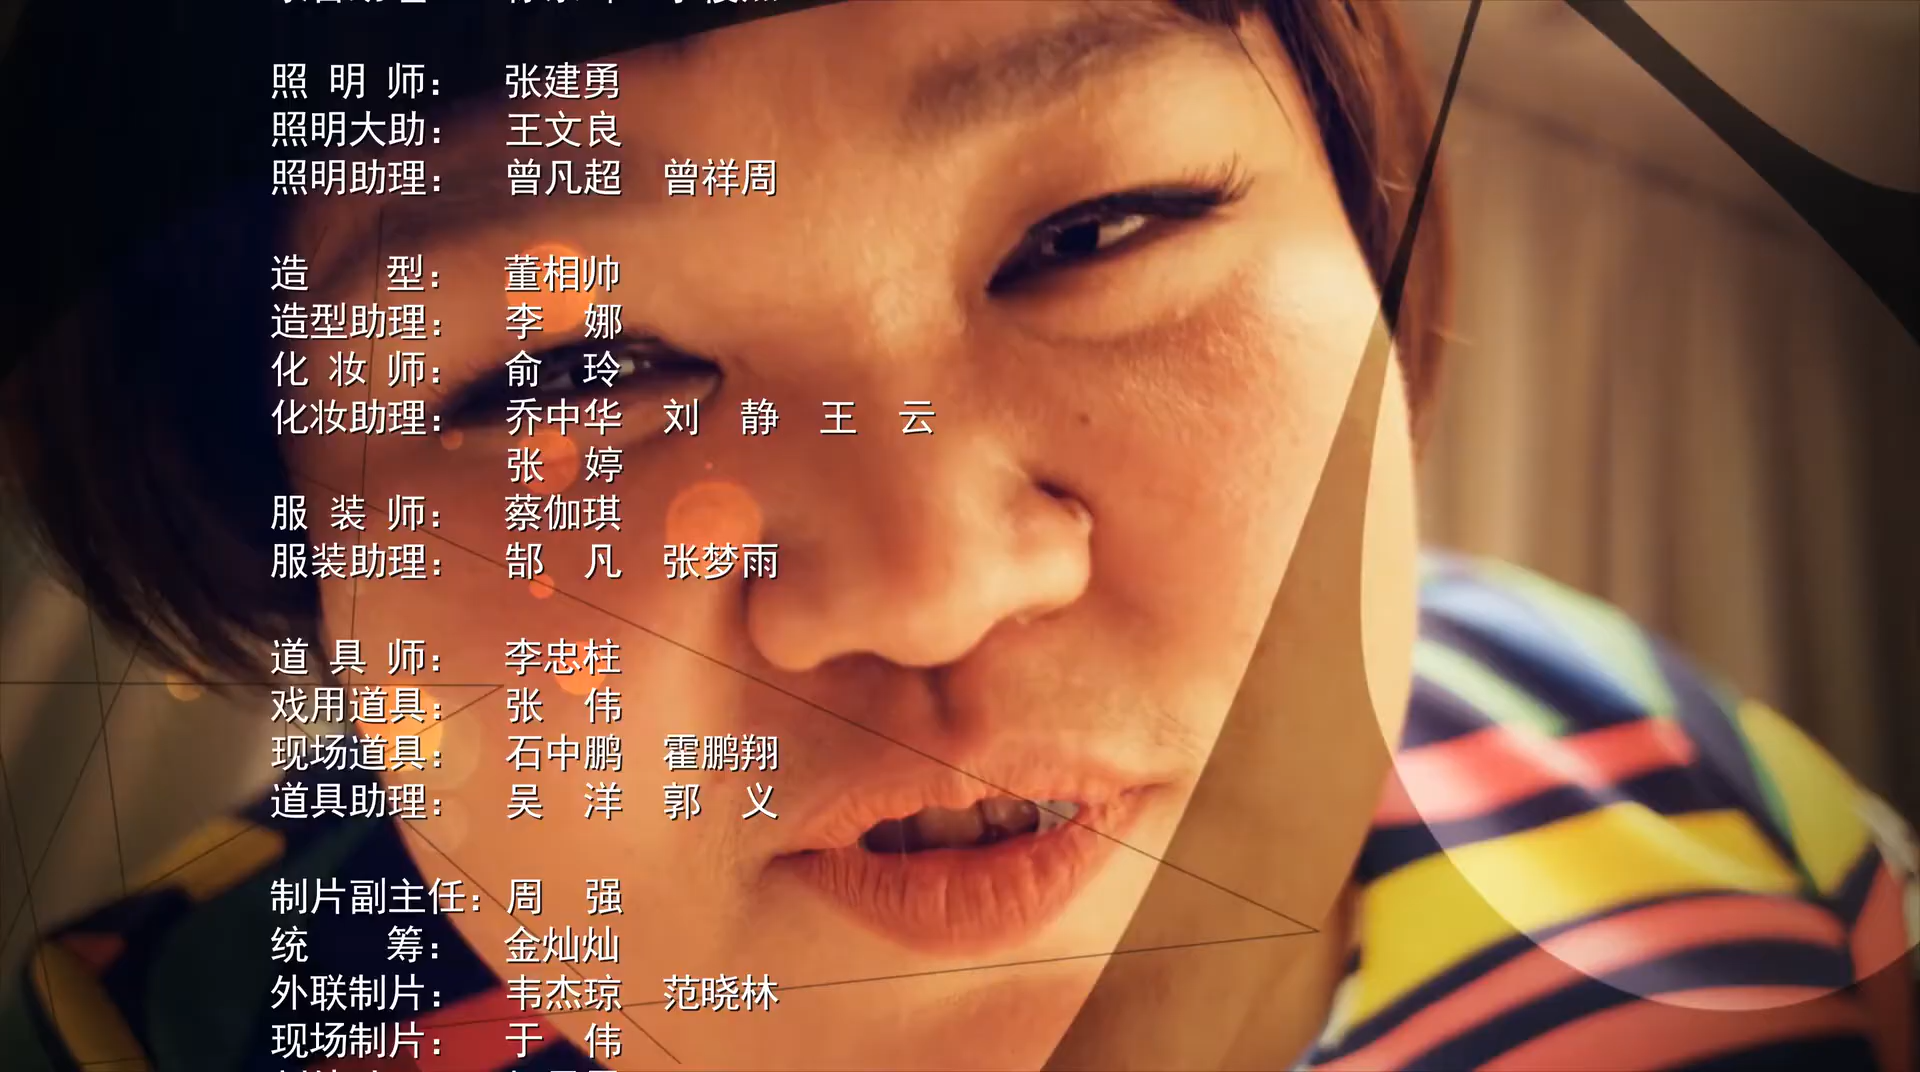 照明师： 张建勇
照明大助： 王文良
照明助理： 曾凡超 曾祥周
造型： 董相帅
造型助理： 李娜
化妆师： 俞玲
化妆助理： 乔中华 刘静 王云
张婷
服装师： 蔡伽琪
服装助理： 郜凡 张梦雨
道具师： 李忠柱
戏用道具： 张伟
现场道具： 石中鹏 霍鹏翔
道具助理： 吴洋 郭义
制片副主任： 周强
统筹： 金灿灿
外联制片： 韦杰琼 范晓林
现场制片： 于伟